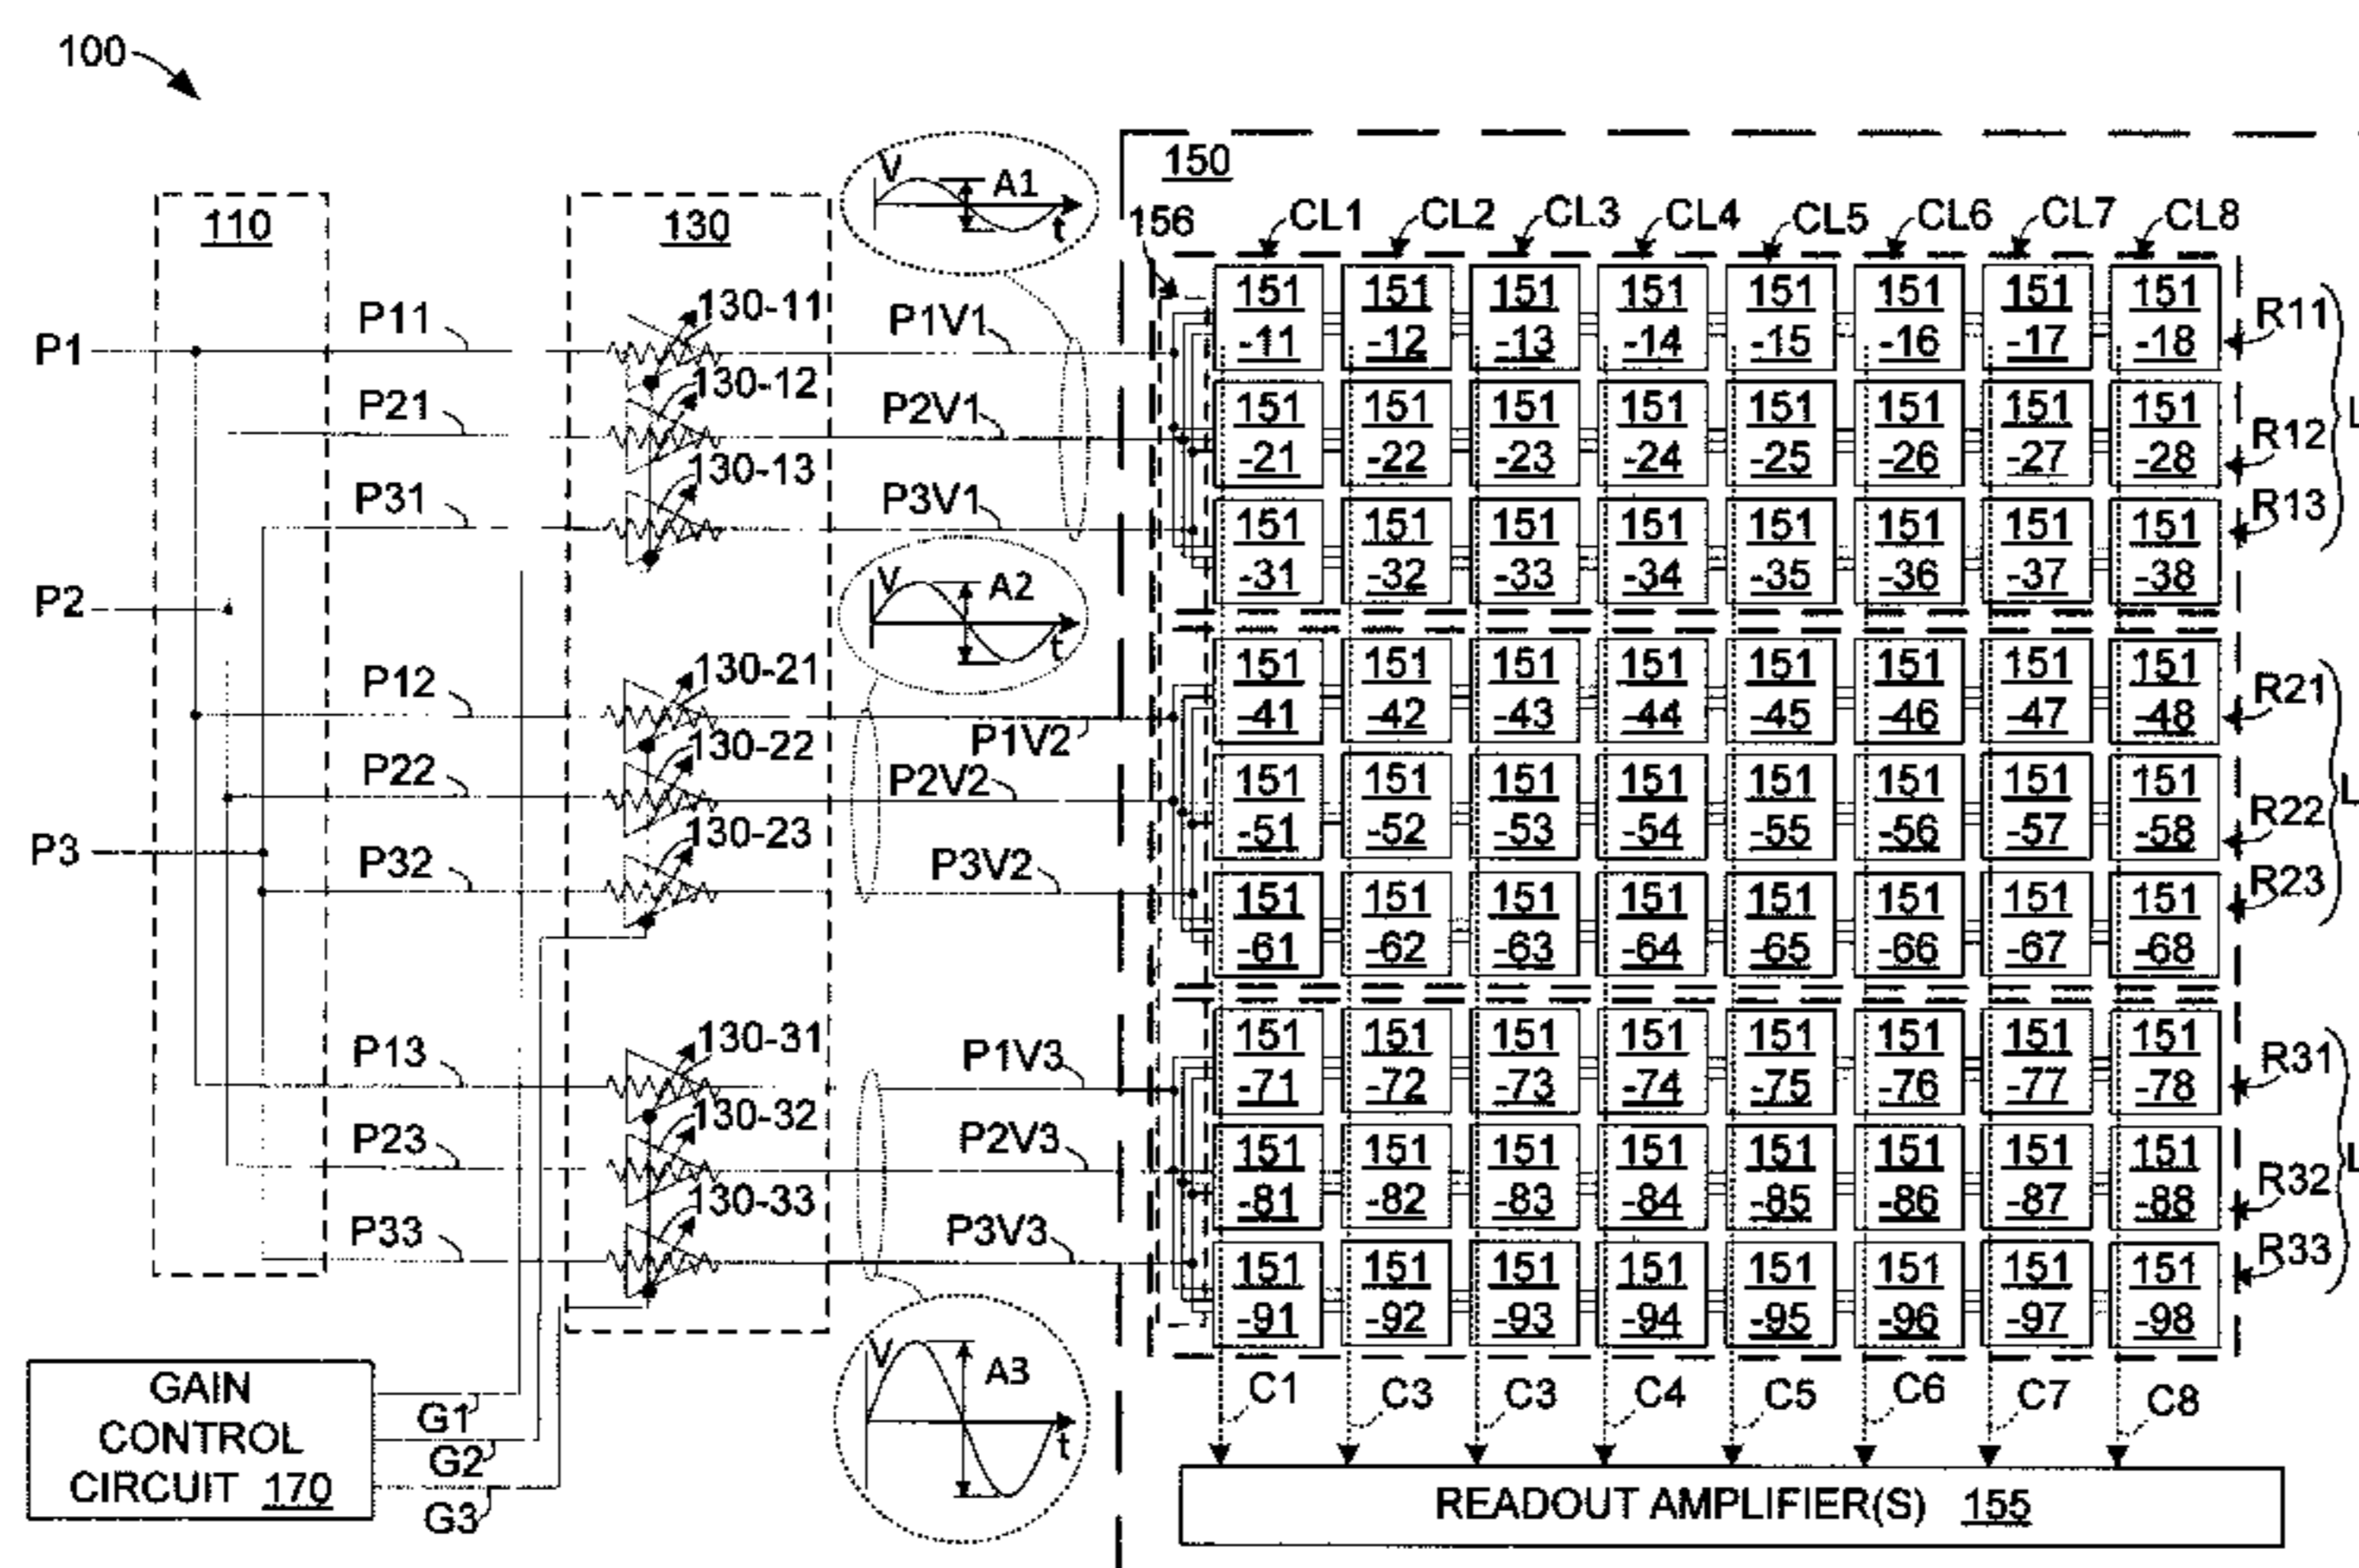 100
150
110
130
156
CL1 CL2 CL3 CL4 CL5 CL6 CL7 CL8
V A1 t
P1
P11
130-11
P1V1
151 -11 151 -12 151 -13 151 -14 151 -15 151 -16 151 -17 151 -18
R11
P21
130-12
P2V1
151 -21 151 -22 151 -23 151 -24 151 -25 151 -26 151 -27 151 -28
R12
L
P31
130-13
P3V1
151 -31 151 -32 151 -33 151 -34 151 -35 151 -36 151 -37 151 -38
R13
P2
V A2 t
P12
130-21
P1V2
151 -41 151 -42 151 -43 151 -44 151 -45 151 -46 151 -47 151 -48
R21
P22
130-22
P2V2
151 -51 151 -52 151 -53 151 -54 151 -55 151 -56 151 -57 151 -58
R22
L
P3
P32
130-23
P3V2
151 -61 151 -62 151 -63 151 -64 151 -65 151 -66 151 -67 151 -68
R23
P13
130-31
P1V3
151 -71 151 -72 151 -73 151 -74 151 -75 151 -76 151 -77 151 -78
R31
P23
130-32
P2V3
151 -81 151 -82 151 -83 151 -84 151 -85 151 -86 151 -87 151 -88
R32
L
P33
130-33
P3V3
151 -91 151 -92 151 -93 151 -94 151 -95 151 -96 151 -97 151 -98
R33
V A3 t
GAIN
CONTROL
CIRCUIT 170
G1
G2
G3
C1 C3 C3 C4 C5 C6 C7 C8
READOUT AMPLIFIER(S) 155